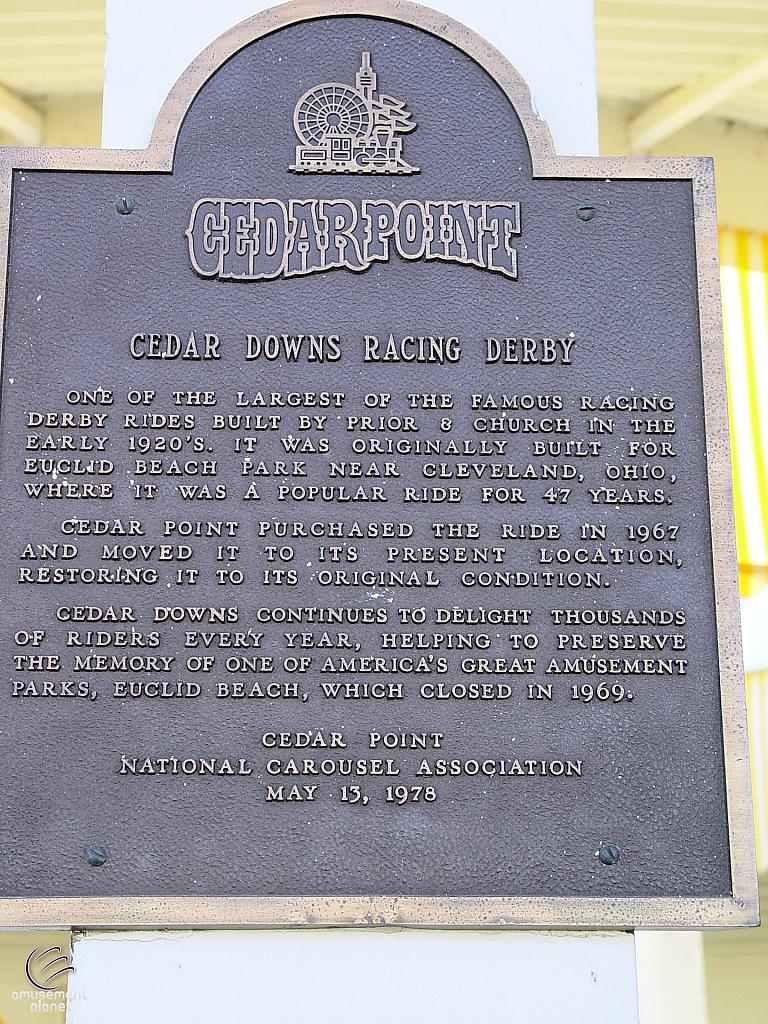 CEDAR POINT
CEDAR DOWNS RACING DERBY
ONE OF THE LARGEST OF THE FAMOUS RACING
DERBY RIDES BUILT BY PRIOR & CHURCH IN THE
EARLY 1920'S. IT WAS ORIGINALLY BUILT FOR
EUCLID BEACH PARK NEAR CLEVELAND, OHIO,
WHERE IT WAS A POPULAR RIDE FOR 47 YEARS.
CEDAR POINT PURCHASED THE RIDE IN 1967
AND MOVED IT TO ITS PRESENT LOCATION,
RESTORING IT TO ITS ORIGINAL CONDITION.
CEDAR DOWNS CONTINUES TO DELIGHT THOUSANDS
OF RIDERS EVERY YEAR, HELPING TO PRESERVE
THE MEMORY OF ONE OF AMERICA'S GREAT AMUSEMENT
PARKS, EUCLID BEACH, WHICH CLOSED IN 1969.
CEDAR POINT
NATIONAL CAROUSEL ASSOCIATION
MAY 13, 1978
amusement
planet